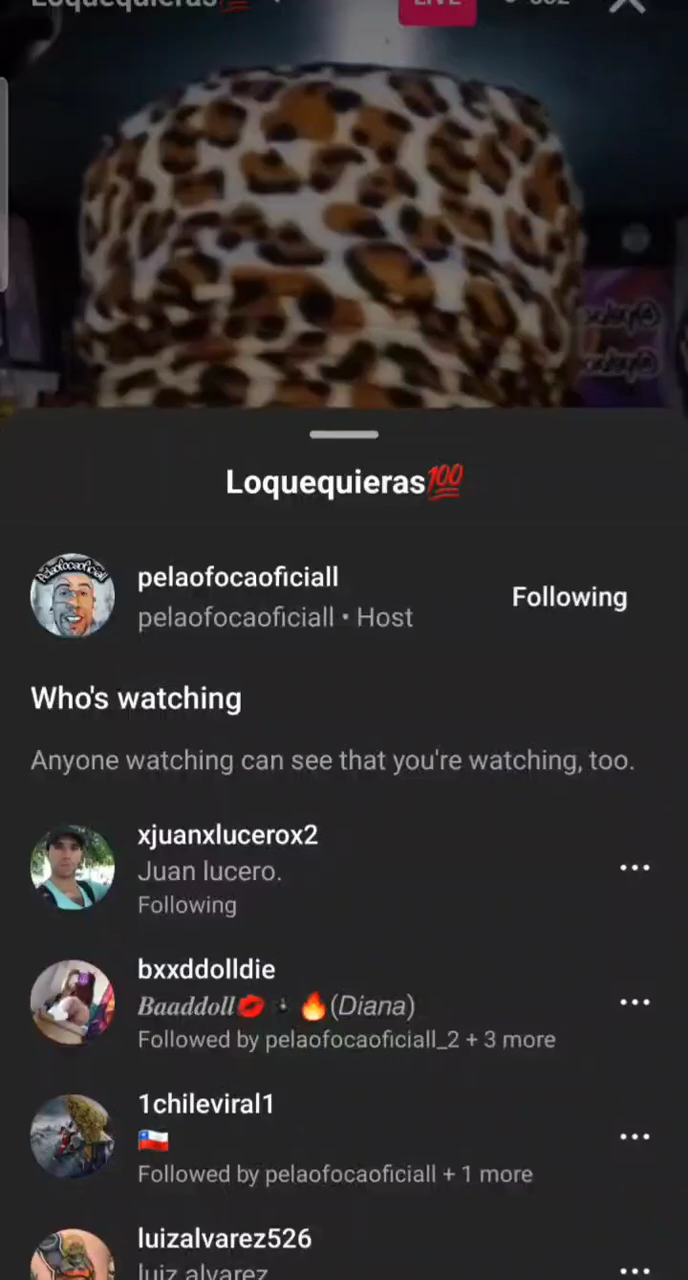 Loquequieras💯
LIVE
Loquequieras💯
pelaofocaoficiall
pelaofocaoficiall • Host
Following
Who's watching
Anyone watching can see that you're watching, too.
xjuanxlucerox2
Juan lucero.
Following
bxxddolldie
Baaddoll💋🕷🔥(Diana)
Followed by pelaofocaoficiall_2 + 3 more
1chileviral1
🇨🇱
Followed by pelaofocaoficiall + 1 more
luizalvarez526
luiz alvarez